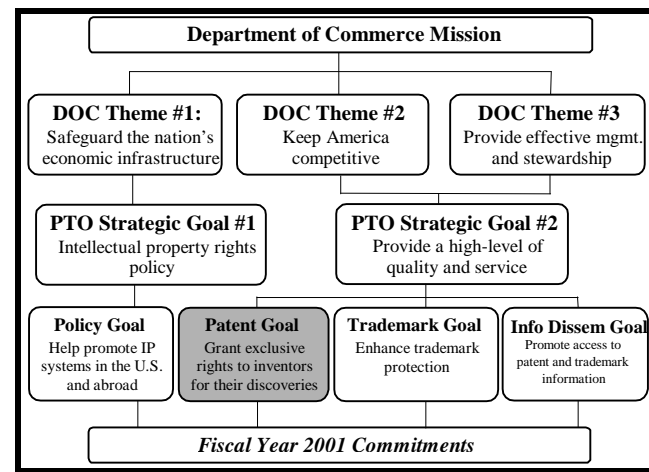 Department of Commerce Mission
DOC Theme #1:
Safeguard the nation's
economic infrastructure
DOC Theme #2
Keep America
competitive
DOC Theme #3
Provide effective mgmt.
and stewardship
PTO Strategic Goal #1
Intellectual property rights
policy
PTO Strategic Goal #2
Provide a high-level of
quality and service
Policy Goal
Help promote IP
systems in the U.S.
and abroad
Patent Goal
Grant exclusive
rights to inventors
for their discoveries
Trademark Goal
Enhance trademark
protection
Info Dissem Goal
Promote access to
patent and trademark
information
Fiscal Year 2001 Commitments